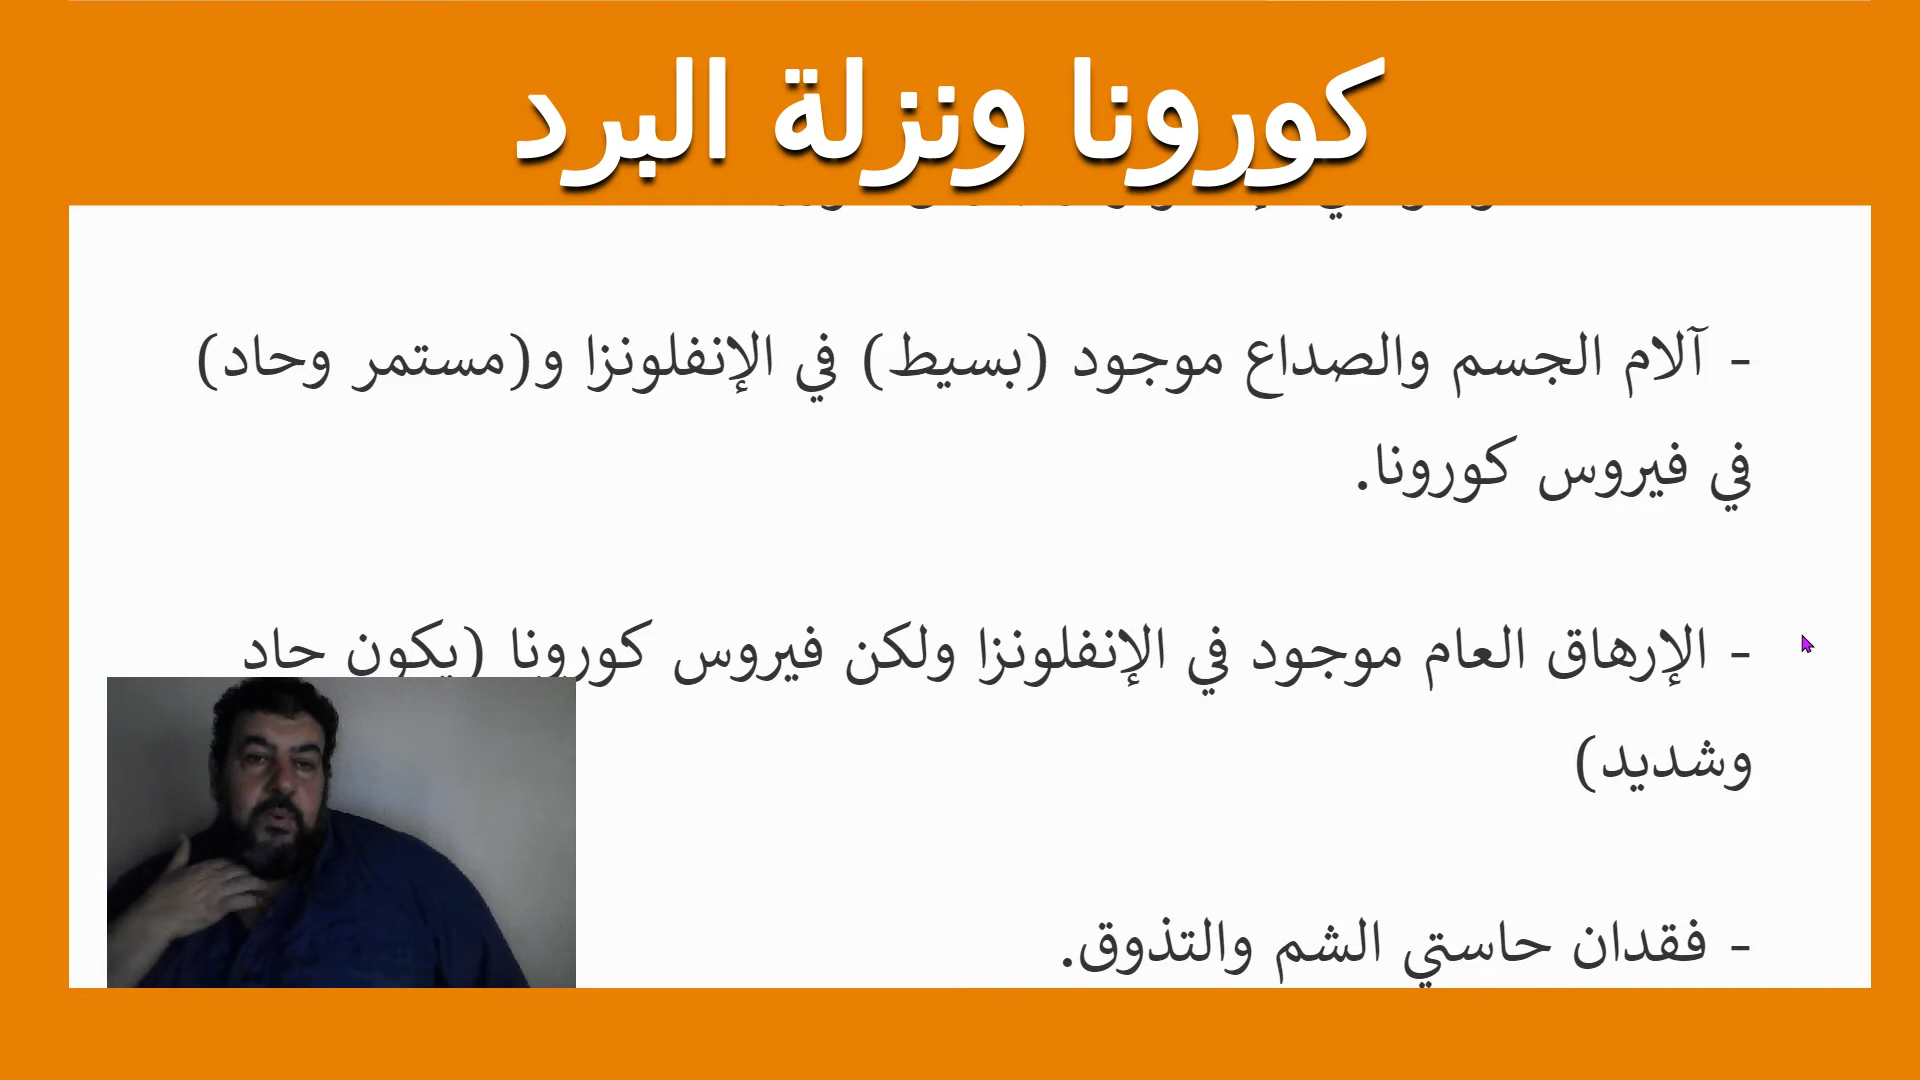 كورونا ونزلة البرد
- آلام الجسم والصداع موجود (بسيط) في الإنفلونزا و(مستمر وحاد)
في فيروس كورونا.
- الإرهاق العام موجود في الإنفلونزا ولكن فيروس كورونا (يكون حاد
وشديد)
- فقدان حاستي الشم والتذوق.